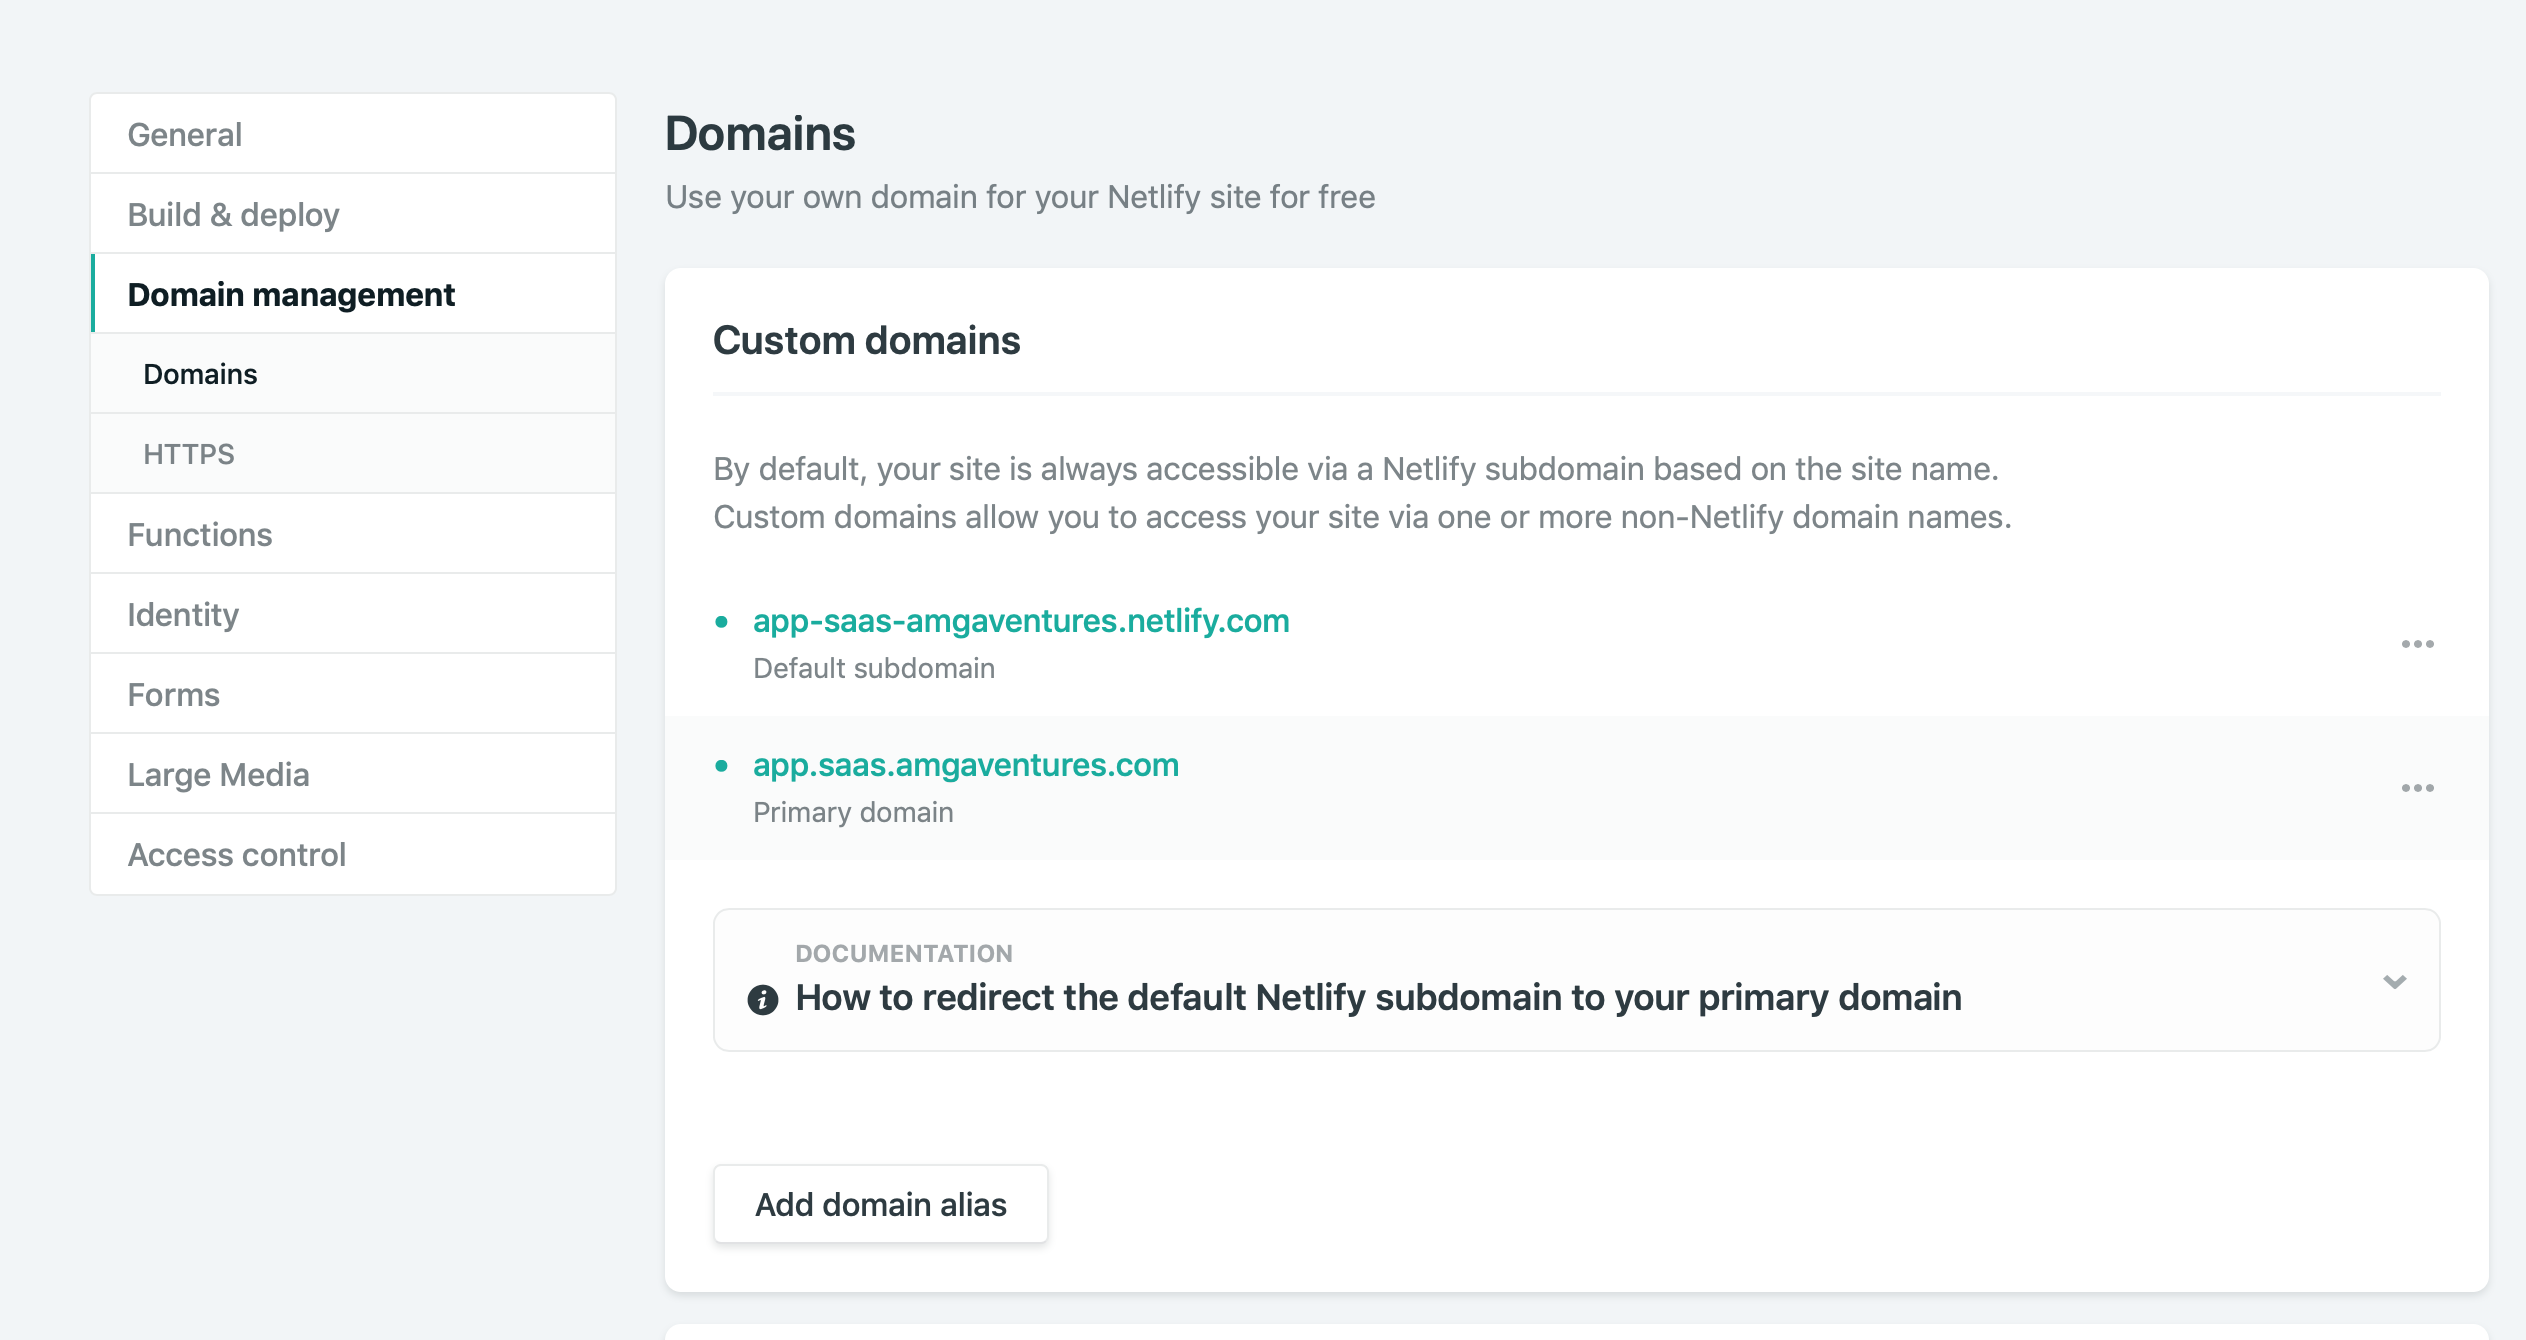 General
Build & deploy
Domain management
Domains
HTTPS
Functions
Identity
Forms
Large Media
Access control
Domains
Use your own domain for your Netlify site for free
Custom domains
By default, your site is always accessible via a Netlify subdomain based on the site name.
Custom domains allow you to access your site via one or more non-Netlify domain names.
app-saas-amgaventures.netlify.com
Default subdomain
app.saas.amgaventures.com
Primary domain
DOCUMENTATION
How to redirect the default Netlify subdomain to your primary domain
Add domain alias